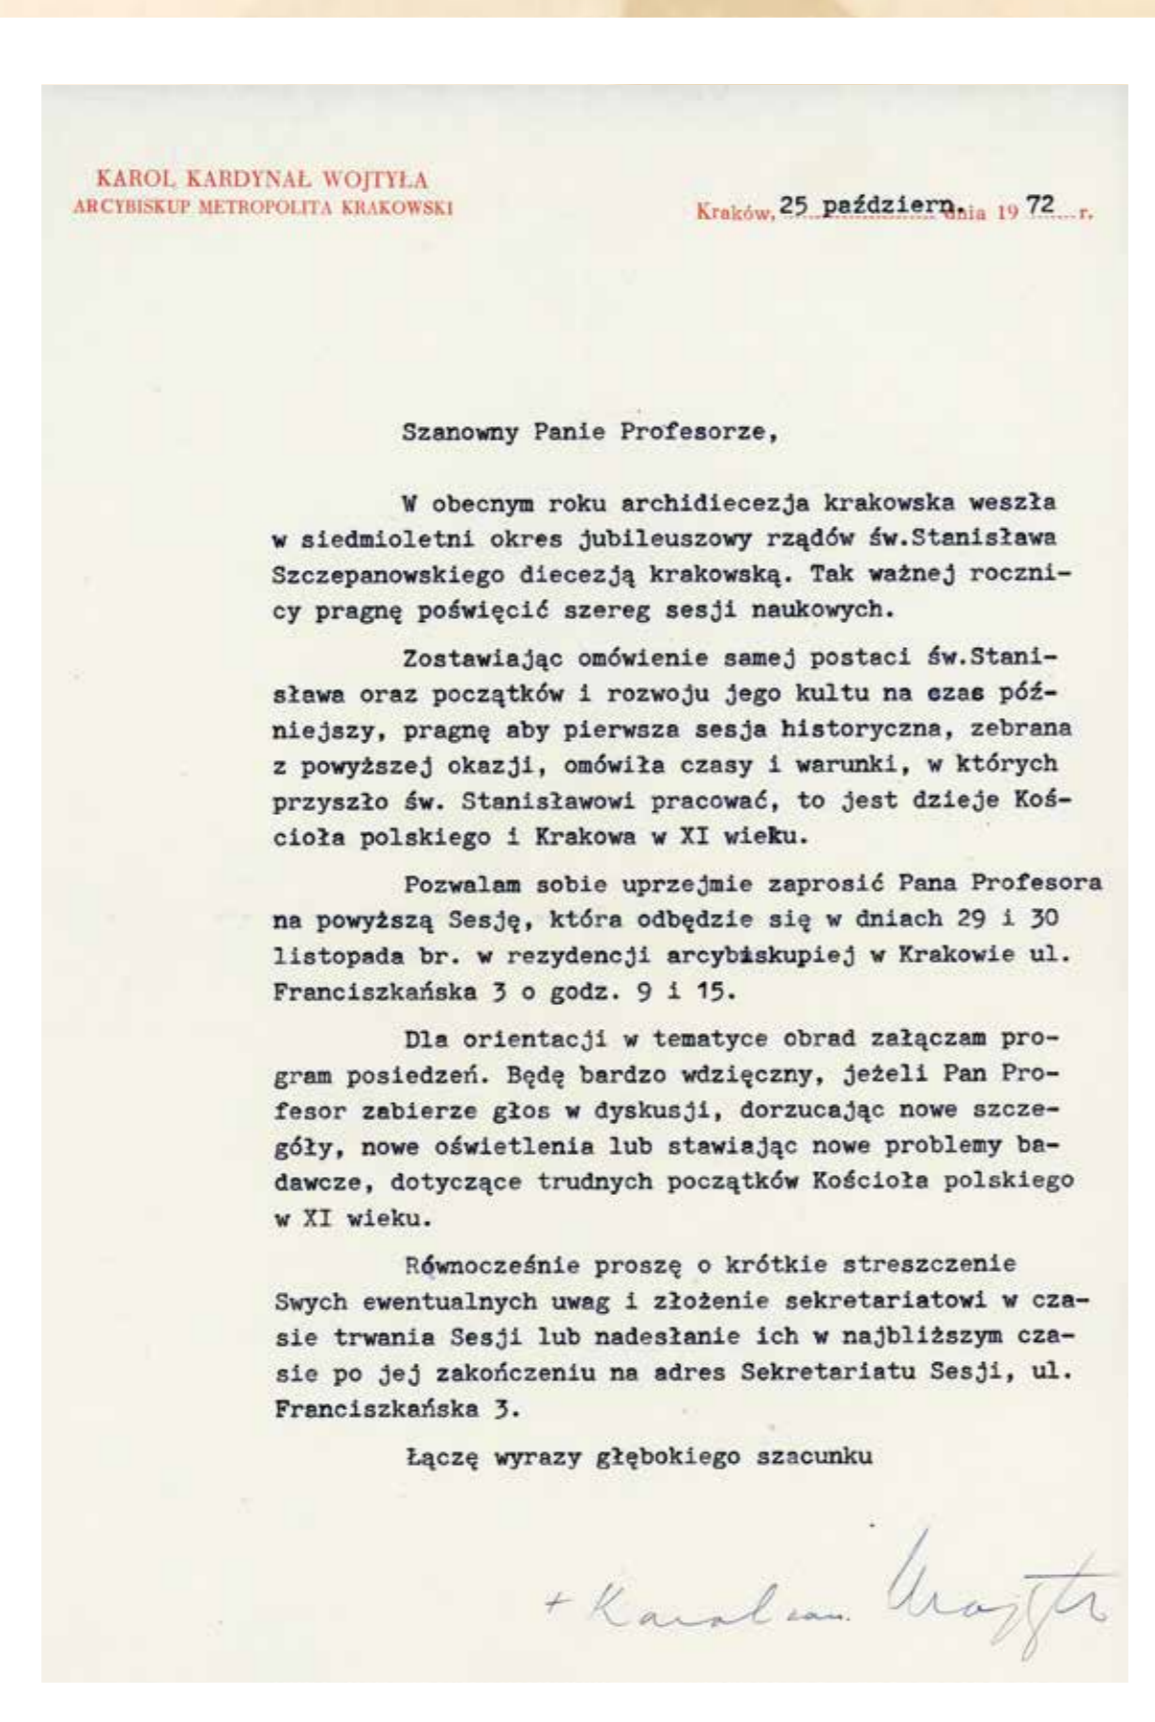 KAROL KARDYNAŁ WOJTYŁA
ARCYBISKUP METROPOLITA KRAKOWSKI
Kraków, 25 październ. dnia 19 72 r.
Szanowny Panie Profesorze,
W obecnym roku archidiecezja krakowska weszła
w siedmioletni okres jubileuszowy rządów św.Stanisława
Szczepanowskiego diecezją krakowską. Tak ważnej roczni-
cy pragnę poświęcić szereg sesji naukowych.
Zostawiając omówienie samej postaci św.Stani-
sława oraz początków i rozwoju jego kultu na czas póź-
niejszy, pragnę aby pierwsza sesja historyczna, zebrana
z powyższej okazji, omówiła czasy i warunki, w których
przyszło św. Stanisławowi pracować, to jest dzieje Koś-
cioła polskiego i Krakowa w XI wieku.
Pozwalam sobie uprzejmie zaprosić Pana Profesora
na powyższą Sesję, która odbędzie się w dniach 29 i 30
listopada br. w rezydencji arcybiskupiej w Krakowie ul.
Franciszkańska 3 o godz. 9 i 15.
Dla orientacji w tematyce obrad załączam pro-
gram posiedzeń. Będę bardzo wdzięczny, jeżeli Pan Pro-
fesor zabierze głos w dyskusji, dorzucając nowe szcze-
góły, nowe oświetlenia lub stawiając nowe problemy ba-
dawcze, dotyczące trudnych początków Kościoła polskiego
w XI wieku.
Równocześnie proszę o krótkie streszczenie
Swych ewentualnych uwag i złożenie sekretariatowi w cza-
sie trwania Sesji lub nadesłanie ich w najbliższym cza-
sie po jej zakończeniu na adres Sekretariatu Sesji, ul.
Franciszkańska 3.
Łączę wyrazy głębokiego szacunku
+ Karol Wojtyła